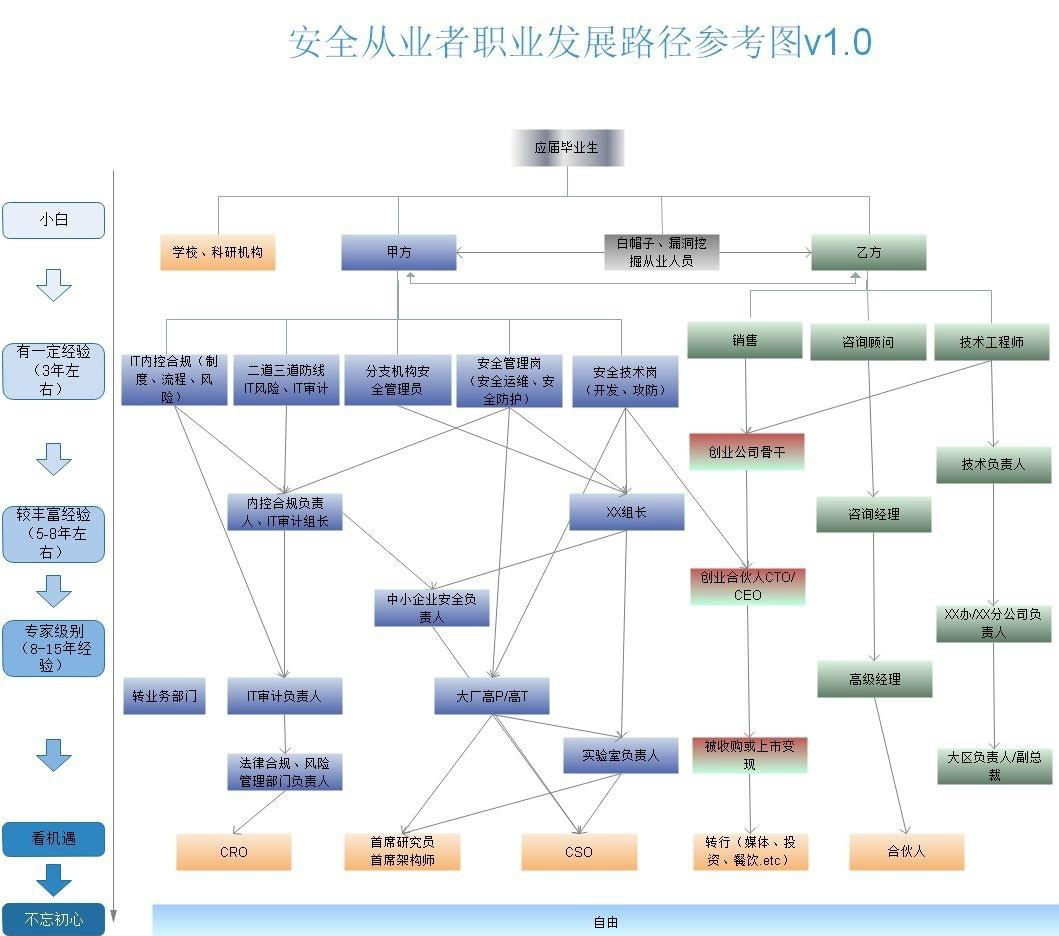 安全从业者职业发展路径参考图v1.0
应届毕业生
小白
学校、科研机构
甲方
白帽子、漏洞挖
掘从业人员
乙方
有一定经验
（3年左
右）
IT内控合规（制
度、流程、风
险）
二道三道防线
IT风险、IT审计
分支机构安
全管理员
安全管理岗
（安全运维、安
全防护）
安全技术岗
（开发、攻防）
销售
咨询顾问
技术工程师
创业公司骨干
技术负责人
较丰富经验
（5-8年左
右）
内控合规负责
人、IT审计组长
XX组长
咨询经理
创业合伙人CTO/
CEO
中小企业安全负
责人
XX办/XX分公司负
责人
专家级别
（8-15年经
验）
转业务部门
IT审计负责人
大厂高P/高T
高级经理
法律合规、风险
管理部门负责人
实验室负责人
被收购或上市变
现
大区负责人/副总
裁
看机遇
CRO
首席研究员
首席架构师
CSO
转行（媒体、投
资、餐饮.etc）
合伙人
不忘初心
自由